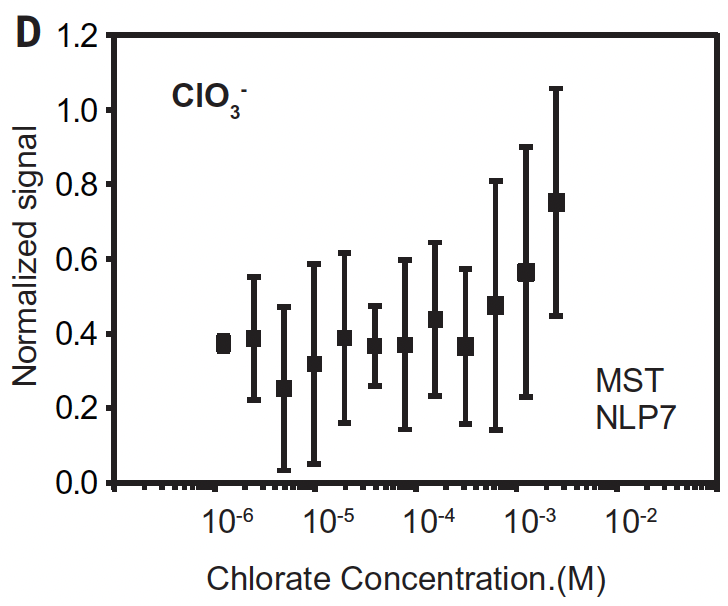 D
1.2
ClO₃⁻
1.0
0.8
0.6
0.4
0.2
0.0
Normalized signal
MST
NLP7
10⁻⁶ 10⁻⁵ 10⁻⁴ 10⁻³ 10⁻²
Chlorate Concentration.(M)